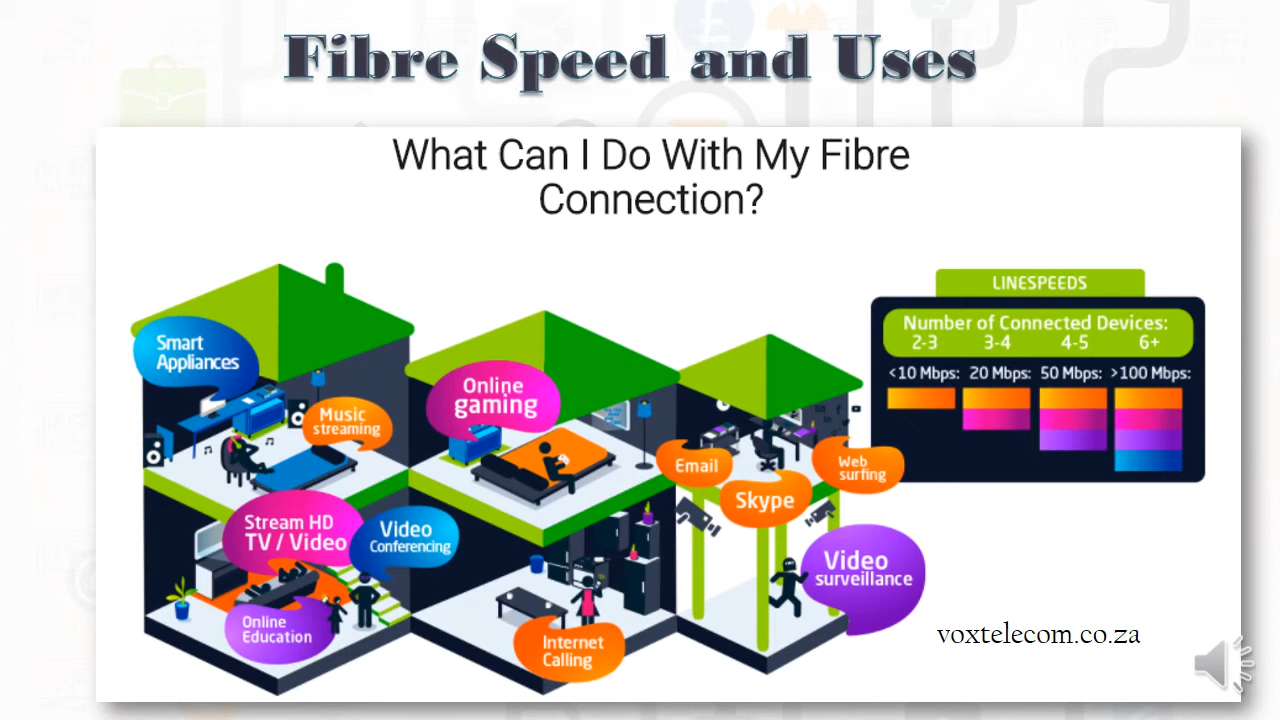 Fibre Speed and Uses
What Can I Do With My Fibre
Connection?
Smart
Appliances
Music
streaming
Online
gaming
Email
Skype
Web
surfing
Stream HD
TV / Video
Video
Conferencing
Online
Education
Internet
Calling
Video
surveillance
LINESPEEDS
Number of Connected Devices:
2-3 3-4 4-5 6+
<10 Mbps: 20 Mbps: 50 Mbps: >100 Mbps:
voxtelecom.co.za